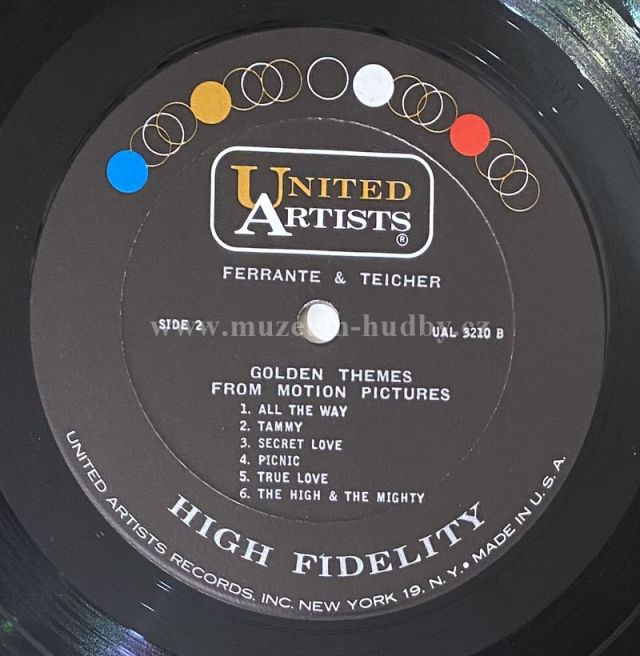 UNITED
ARTISTS®
FERRANTE & TEICHER
SIDE 2
UAL 3210 B
www.muzeum-hudby.cz
GOLDEN THEMES
FROM MOTION PICTURES
1. ALL THE WAY
2. TAMMY
3. SECRET LOVE
4. PICNIC
5. TRUE LOVE
6. THE HIGH & THE MIGHTY
HIGH FIDELITY
UNITED ARTISTS RECORDS, INC. NEW YORK 19, N.Y. • MADE IN U.S.A.